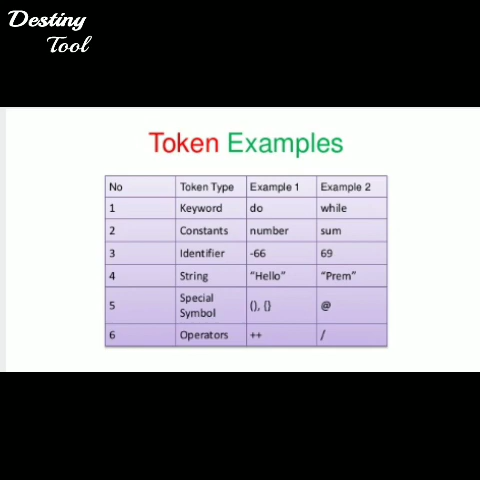 Destiny
Tool
Token Examples
No Token Type Example 1 Example 2
1 Keyword do while
2 Constants number sum
3 Identifier -66 69
4 String “Hello” “Prem”
5 Special Symbol (), {} @
6 Operators ++ /